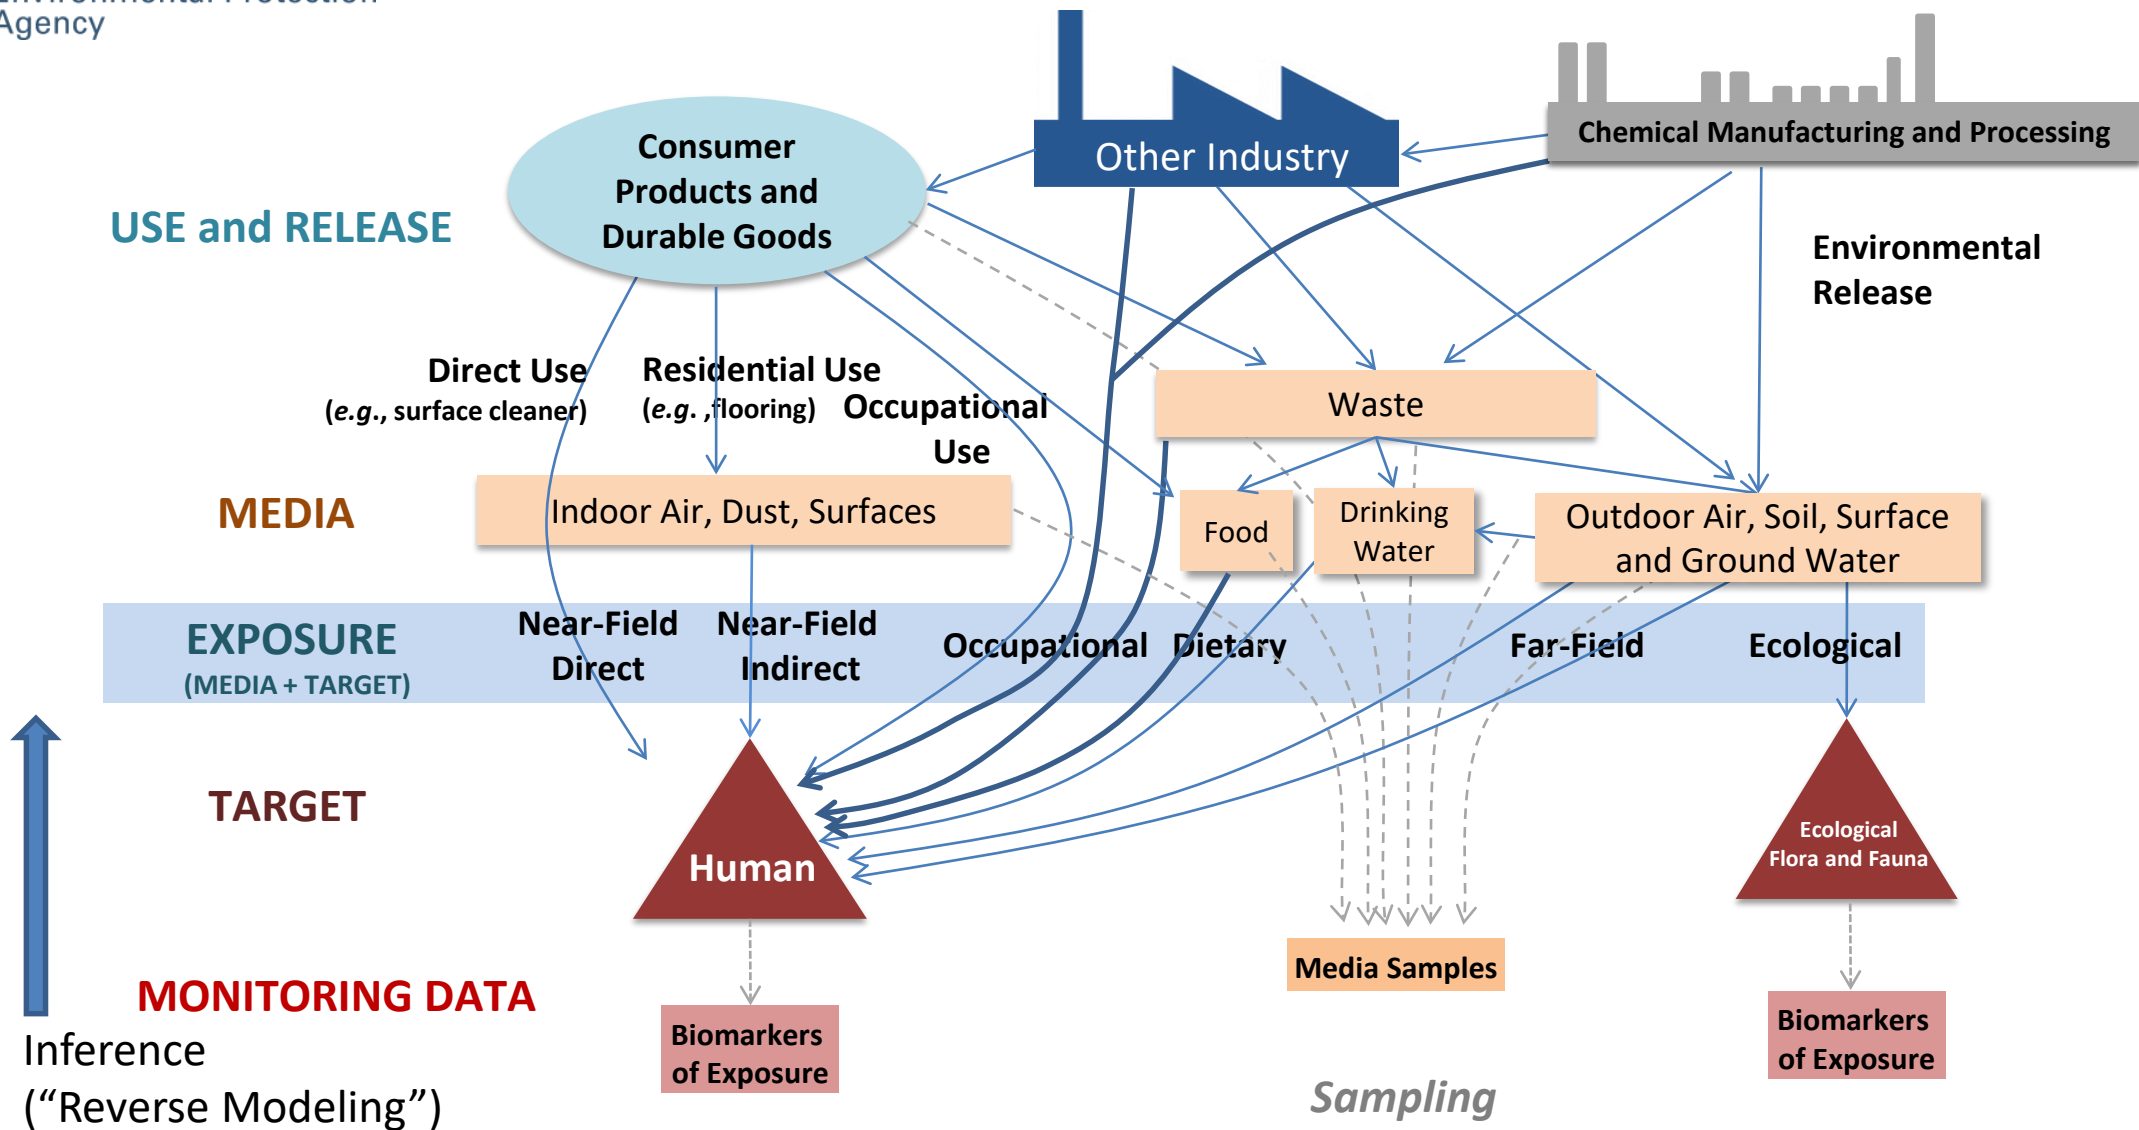 Environmental Protection
Agency
Consumer
Products and
Durable Goods
Other Industry
Chemical Manufacturing and Processing
USE and RELEASE
Environmental
Release
Direct Use
(e.g., surface cleaner)
Residential Use
(e.g. ,flooring)
Occupational
Use
Waste
MEDIA
Indoor Air, Dust, Surfaces
Food
Drinking
Water
Outdoor Air, Soil, Surface
and Ground Water
EXPOSURE
(MEDIA + TARGET)
Near-Field
Direct
Near-Field
Indirect
Occupational
Dietary
Far-Field
Ecological
TARGET
Human
Ecological
Flora and Fauna
MONITORING DATA
Media Samples
Biomarkers
of Exposure
Biomarkers
of Exposure
Inference
(“Reverse Modeling”)
Sampling